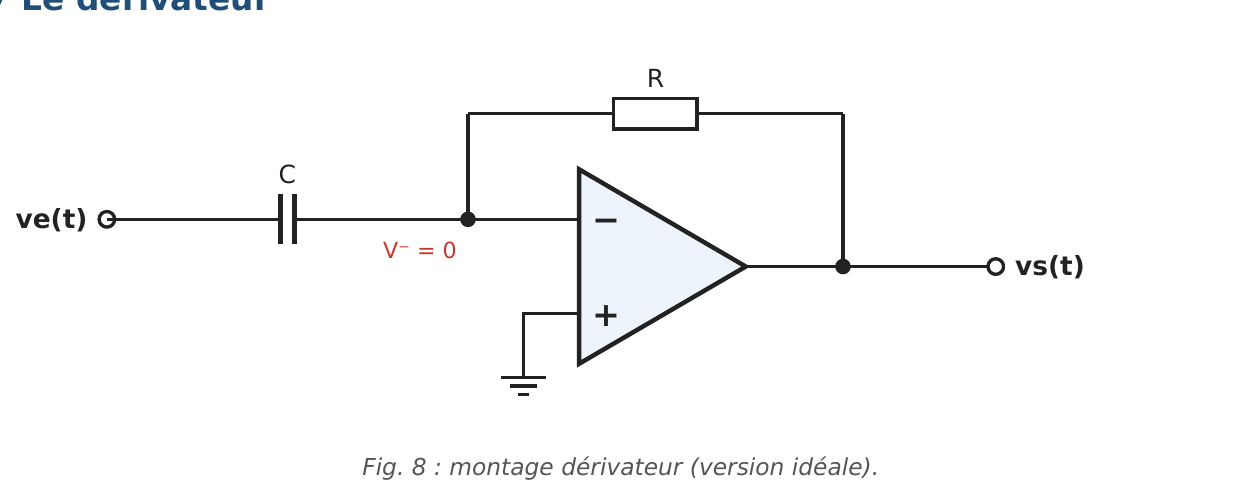 Le dérivateur
R
C
ve(t)
V⁻ = 0
−
+
vs(t)
Fig. 8 : montage dérivateur (version idéale).